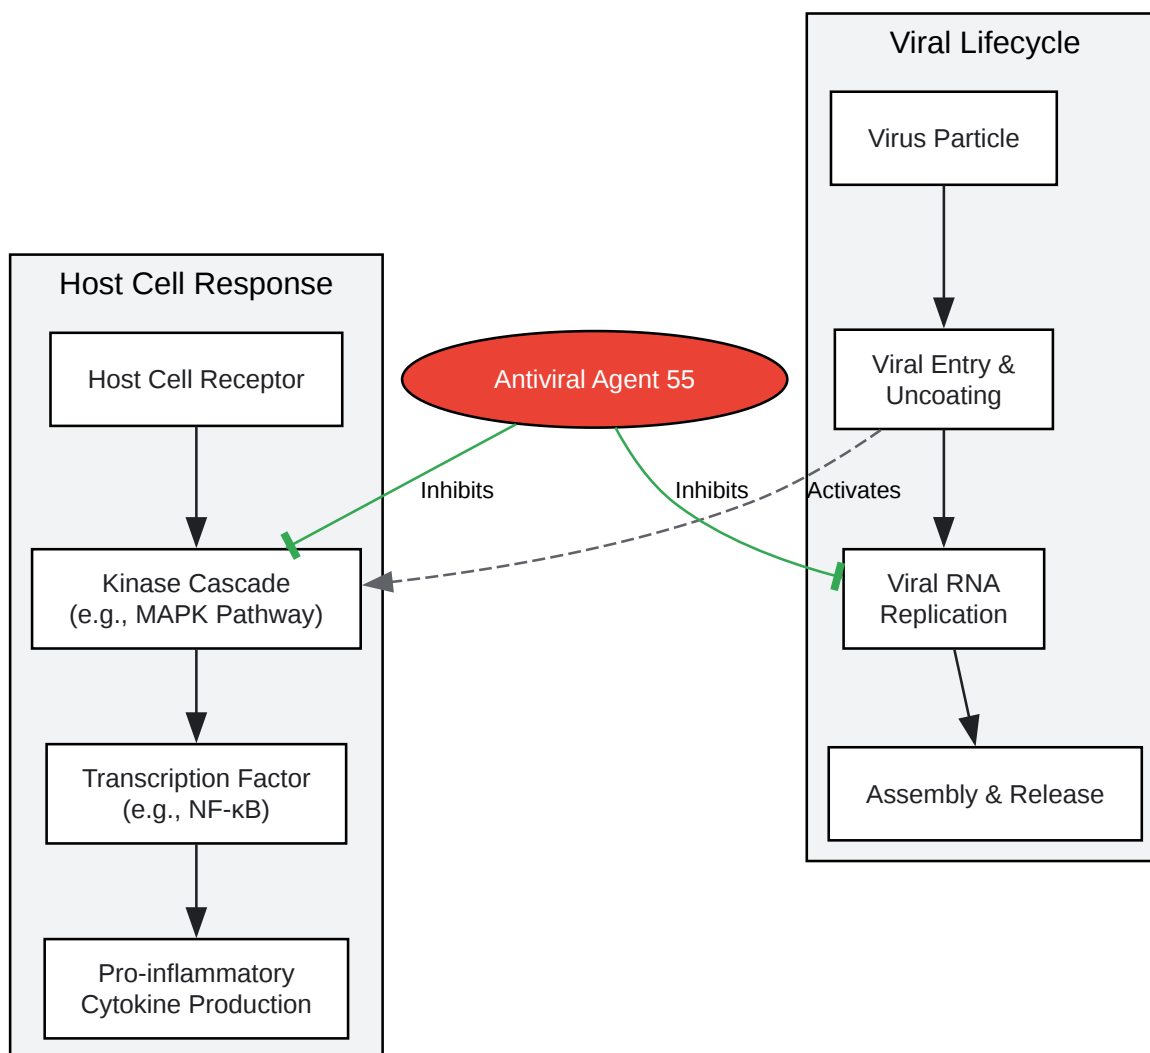 Viral Lifecycle
Virus Particle
Host Cell Response
Host Cell Receptor
Antiviral Agent 55
Viral Entry &
Uncoating
Inhibits
Inhibits
Activates
Kinase Cascade
(e.g., MAPK Pathway)
Viral RNA
Replication
Transcription Factor
(e.g., NF-κB)
Assembly & Release
Pro-inflammatory
Cytokine Production